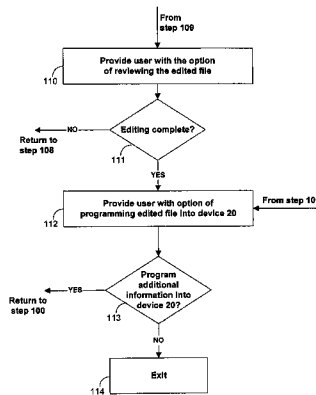 From
step 109
Provide user with the option
of reviewing the edited file
110
Editing complete?
NO
Return to
step 108
111
YES
Provide user with option of
programming edited file into device 20
From step 10
112
Program
additional
information into
device 20?
YES
Return to
step 100
113
NO
Exit
114